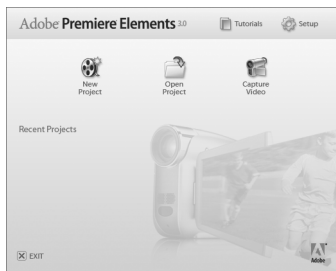 Adobe Premiere Elements 3.0
Tutorials
Setup
New
Project
Open
Project
Capture
Video
Recent Projects
EXIT
Adobe